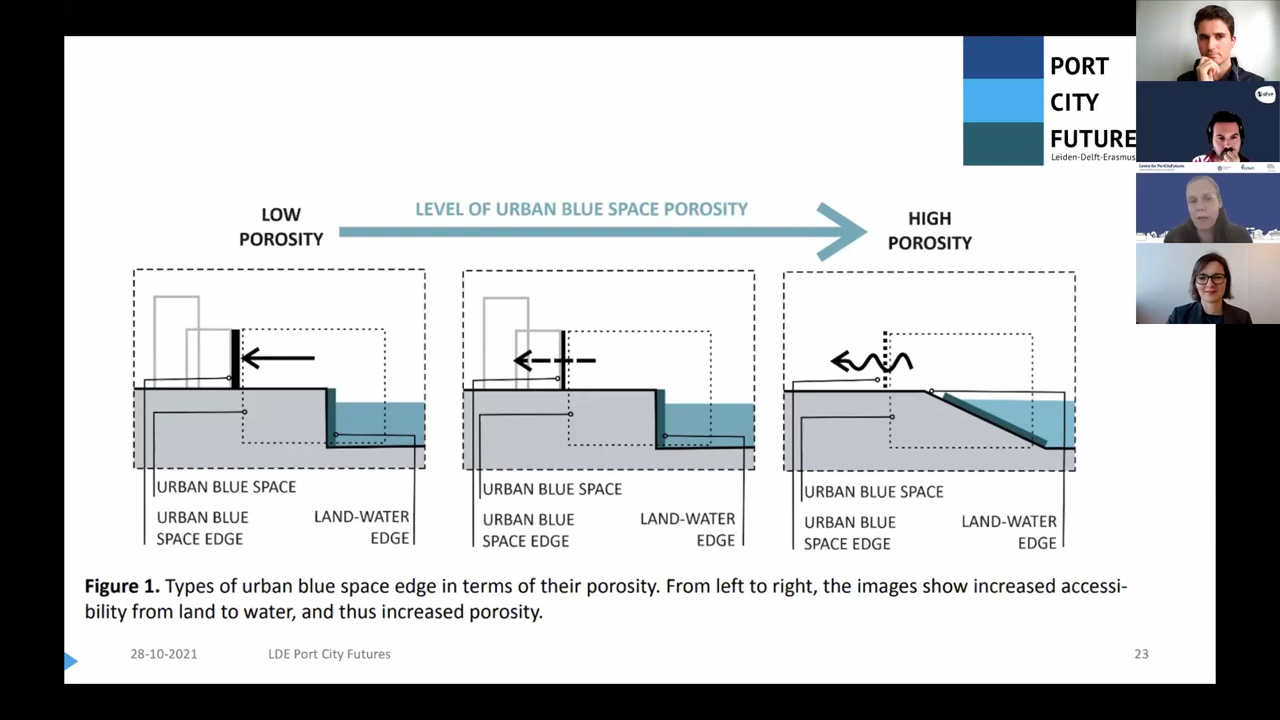 PORT
CITY
FUTURE
Leiden-Delft-Erasmus
LOW
POROSITY
LEVEL OF URBAN BLUE SPACE POROSITY
HIGH
POROSITY
URBAN BLUE SPACE
URBAN BLUE
SPACE EDGE
LAND-WATER
EDGE
URBAN BLUE SPACE
URBAN BLUE
SPACE EDGE
LAND-WATER
EDGE
URBAN BLUE SPACE
URBAN BLUE
SPACE EDGE
LAND-WATER
EDGE
Figure 1. Types of urban blue space edge in terms of their porosity. From left to right, the images show increased accessi-
bility from land to water, and thus increased porosity.
28-10-2021
LDE Port City Futures
23